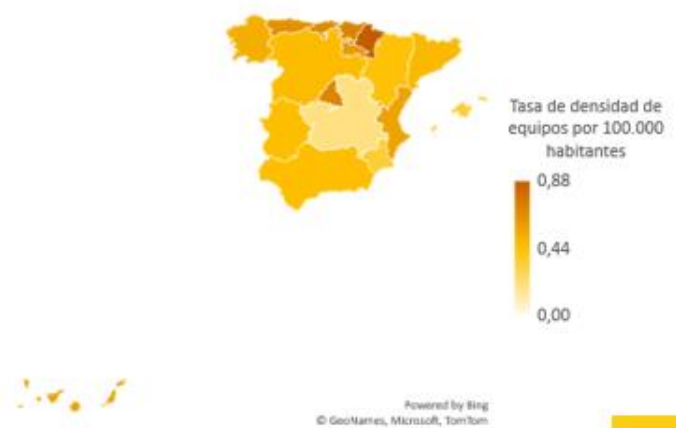 Tasa de densidad de
equipos por 100.000
habitantes
0,88
0,44
0,00
Powered by Bing
© GeoNames, Microsoft, TomTom